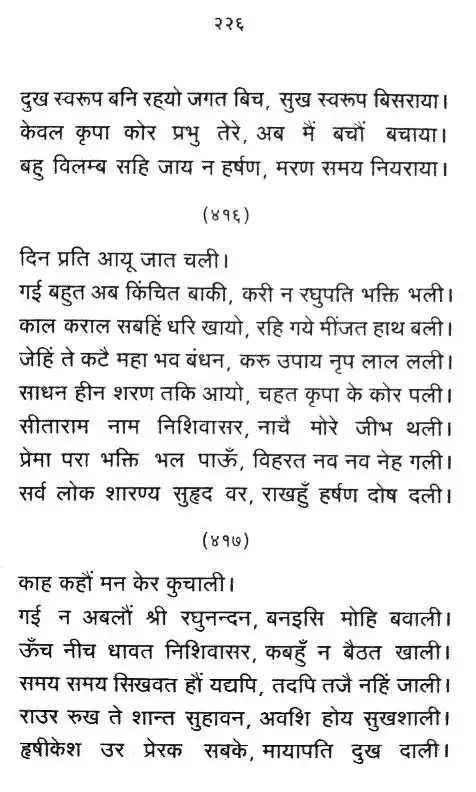 २२६
दुख स्वरूप बनि रह्यो जगत बिच, सुख स्वरूप बिसराया।
केवल कृपा कोर प्रभु तेरे, अब मैं बचौं बचाया।
बहु विलम्ब सहि जाय न हर्षण, मरण समय नियराया।
(४१६)
दिन प्रति आयू जात चली।
गई बहुत अब किंचित बाकी, करी न रघुपति भक्ति भली।
काल कराल सबहिं धरि खायो, रहि गये मींजत हाथ बली।
जेहिं ते कटै महा भव बंधन, करु उपाय नृप लाल लली।
साधन हीन शरण तकि आयो, चहत कृपा के कोर पली।
सीताराम नाम निशिवासर, नाचै मोरे जीभ थली।
प्रेमा परा भक्ति भल पाऊँ, विहरत नव नव नेह गली।
सर्व लोक शारण्य सुहृद वर, राखहुँ हर्षण दोष दली।
(४१७)
काह कहौं मन केर कुचाली।
गई न अबलौं श्री रघुनन्दन, बनइसि मोहि बवाली।
ऊँच नीच धावत निशिवासर, कबहुँ न बैठत खाली।
समय समय सिखवत हौं यद्यपि, तदपि तजै नहिं जाली।
राउर रुख ते शान्त सुहावन, अवशि होय सुखशाली।
हृषीकेश उर प्रेरक सबके, मायापति दुख दाली।